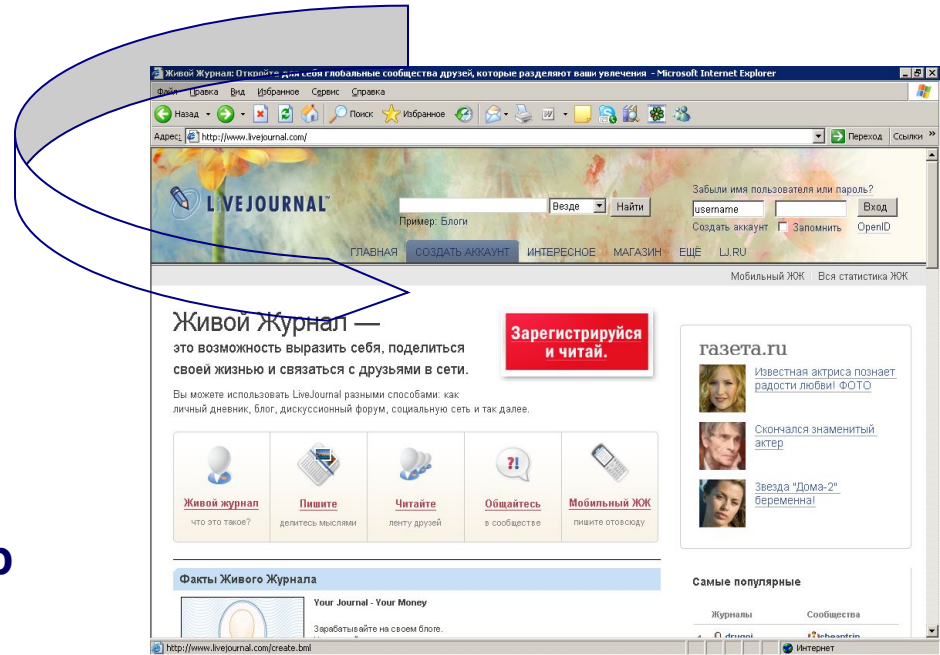 Живой Журнал: Откройте для себя глобальные сообщества друзей, которые разделяют ваши увлечения - Microsoft Internet Explorer
Файл Правка Вид Избранное Сервис Справка
Назад Поиск Избранное
Адрес: http://www.livejournal.com/ Переход Ссылки »
LIVEJOURNAL™
Забыли имя пользователя или пароль?
Везде Найти
username Вход
Пример: Блоги
Создать аккаунт Запомнить OpenID
ГЛАВНАЯ СОЗДАТЬ АККАУНТ ИНТЕРЕСНОЕ МАГАЗИН ЕЩЁ LJ.RU
Мобильный ЖЖ Вся статистика ЖЖ
Живой Журнал —
это возможность выразить себя, поделиться
своей жизнью и связаться с друзьями в сети.
Вы можете использовать LiveJournal разными способами: как
личный дневник, блог, дискуссионный форум, социальную сеть и так далее.
Зарегистрируйся
и читай.
газета.ru
Известная актриса познает
радости любви! ФОТО
Скончался знаменитый
актер
Звезда "Дома-2"
беременна!
?!
Живой журнал
что это такое?
Пишите
делитесь мыслями
Читайте
ленту друзей
Общайтесь
в сообществе
Мобильный ЖЖ
пишите отовсюду
Факты Живого Журнала
Your Journal - Your Money
Зарабатывайте на своем блоге.
Самые популярные
Журналы Сообщества
drugoi
http://www.livejournal.com/create.bml Интернет